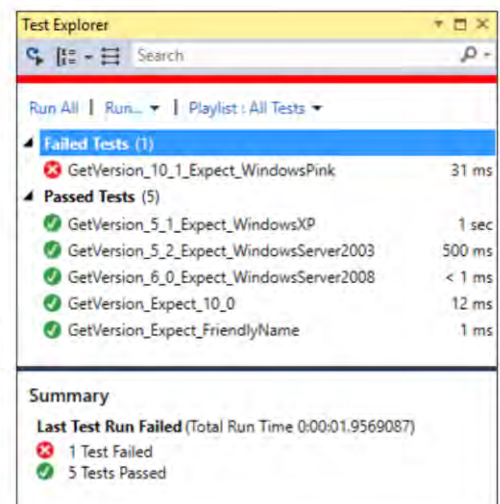 Test Explorer
Search
Run All | Run... | Playlist : All Tests
Failed Tests (1)
GetVersion_10_1_Expect_WindowsPink 31 ms
Passed Tests (5)
GetVersion_5_1_Expect_WindowsXP 1 sec
GetVersion_5_2_Expect_WindowsServer2003 500 ms
GetVersion_6_0_Expect_WindowsServer2008 < 1 ms
GetVersion_Expect_10_0 12 ms
GetVersion_Expect_FriendlyName 1 ms
Summary
Last Test Run Failed (Total Run Time 0:00:01.9569087)
1 Test Failed
5 Tests Passed